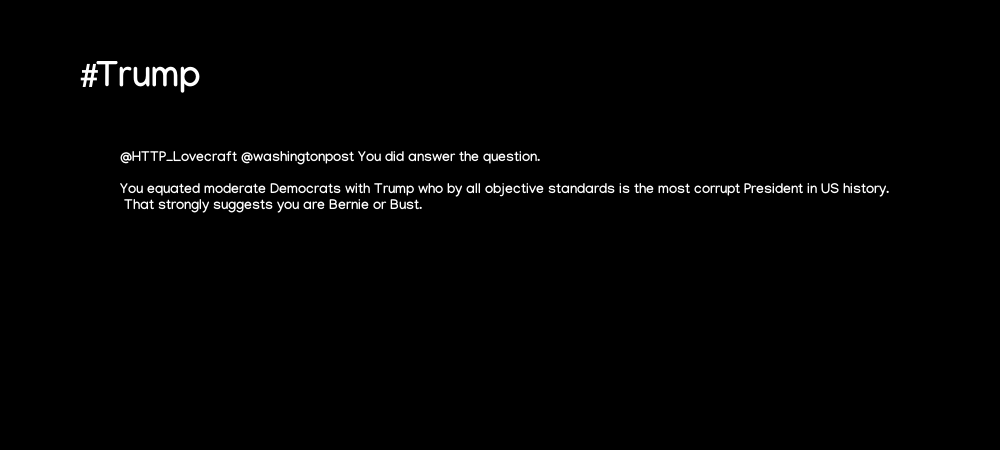 #Trump
@HTTP_Lovecraft @washingtonpost You did answer the question.
You equated moderate Democrats with Trump who by all objective standards is the most corrupt President in US history.
That strongly suggests you are Bernie or Bust.